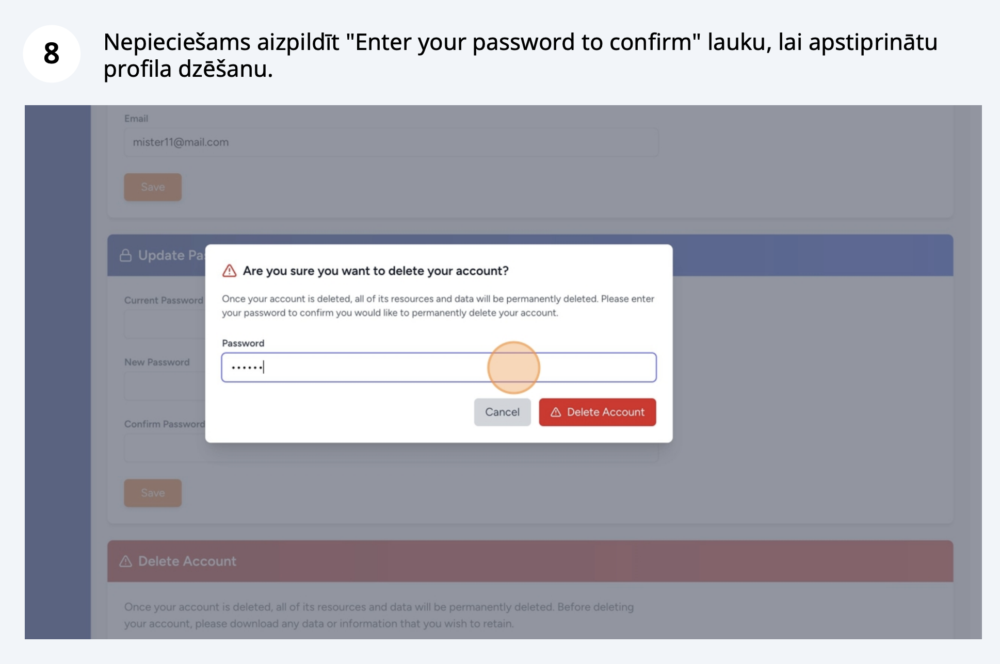 8
Nepieciešams aizpildīt "Enter your password to confirm" lauku, lai apstiprinātu
profila dzēšanu.
Email
mister11@mail.com
Save
Update Pas
Are you sure you want to delete your account?
Once your account is deleted, all of its resources and data will be permanently deleted. Please enter
your password to confirm you would like to permanently delete your account.
Current Password
Password
••••••
New Password
Cancel
Delete Account
Confirm Password
Save
Delete Account
Once your account is deleted, all of its resources and data will be permanently deleted. Before deleting
your account, please download any data or information that you wish to retain.